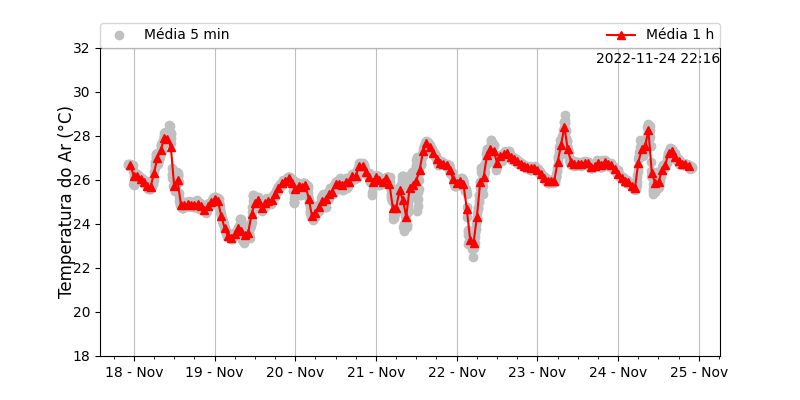 Média 5 min
Média 1 h
2022-11-24 22:16
Temperatura do Ar (°C)
32
30
28
26
24
22
20
18
18 - Nov
19 - Nov
20 - Nov
21 - Nov
22 - Nov
23 - Nov
24 - Nov
25 - Nov